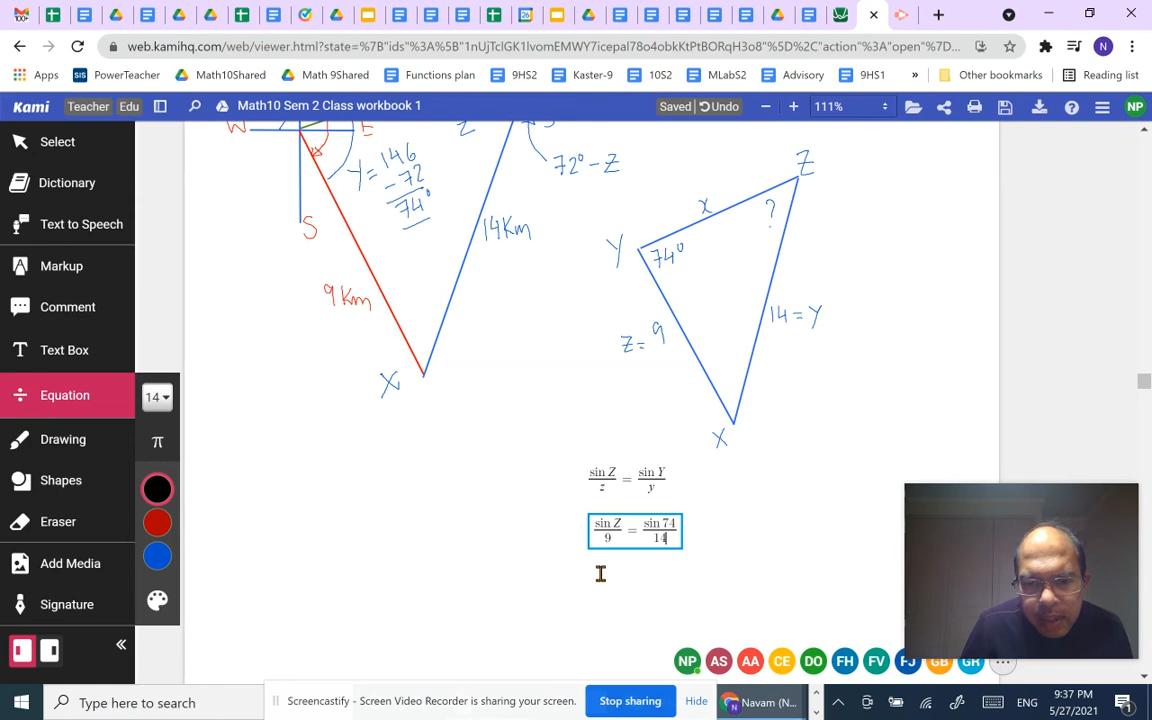 web.kamihq.com/web/viewer.html?state=%7B"ids"%3A%5B"1nUjTclGK1lvomEMWY7icepal78o4obkKtPtBORqH3o8"%5D%2C"action"%3A"open"%7D...
N
Apps
SIS PowerTeacher
Math10Shared
Math 9Shared
Functions plan
9HS2
Kaster-9
10S2
MLabS2
Advisory
9HS1
»
Other bookmarks
Reading list
Kami
Teacher
Edu
Math10 Sem 2 Class workbook 1
Saved
Undo
111%
NP
Select
Dictionary
Text to Speech
Markup
Comment
Text Box
Equation
Drawing
Shapes
Eraser
Add Media
Signature
14
π
W
E
S
Y = 146
- 72
74°
9 Km
14Km
X
Z
72° - Z
Z
x
?
Y
74°
z = 9
14 = Y
X
sin Z / z = sin Y / y
sin Z / 9 = sin 74 / 14
NP AS AA CE DO FH FV FJ GB GR ...
Type here to search
Screencastify - Screen Video Recorder is sharing your screen.
Stop sharing
Hide
Navam (N...
ENG
9:37 PM
5/27/2021
1